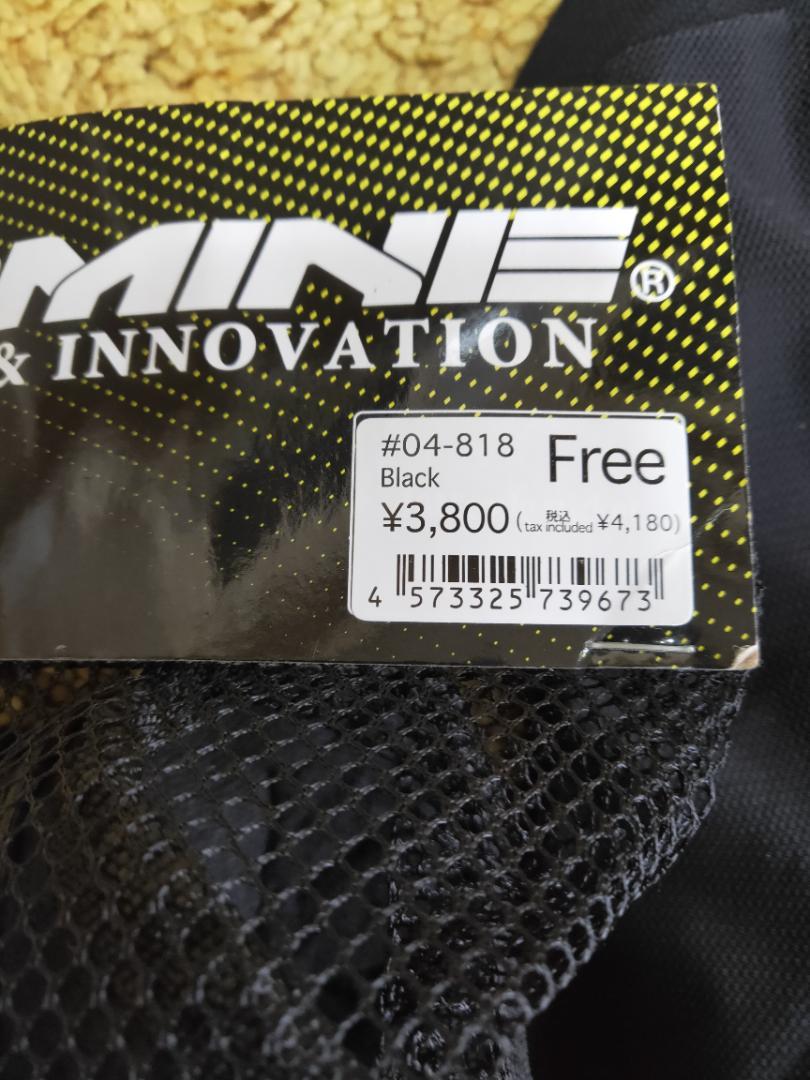 MINE®
& INNOVATION
#04-818 Free
Black
¥3,800 (税込 tax included ¥4,180)
4 573325 739673